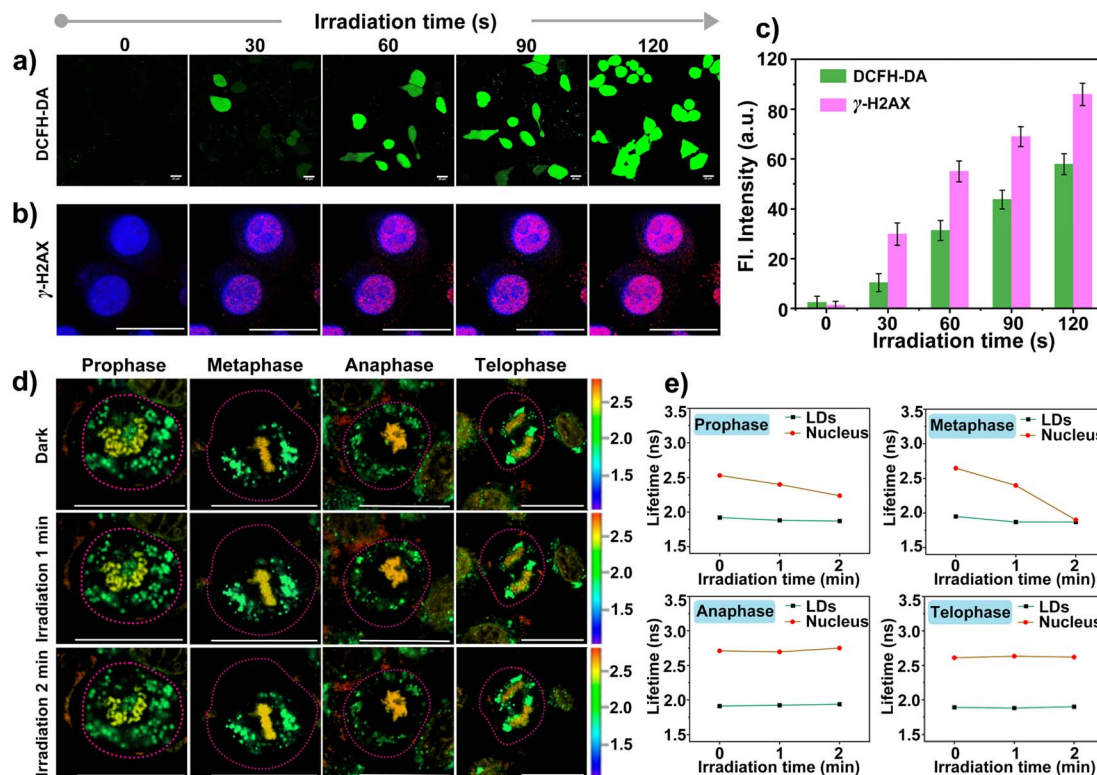 Irradiation time (s)
0 30 60 90 120
a)
DCFH-DA
b)
γ-H2AX
c)
120
90
60
30
0
Fl. Intensity (a.u.)
DCFH-DA
γ-H2AX
0 30 60 90 120
Irradiation time (s)
d)
Prophase Metaphase Anaphase Telophase
Dark
2.5
2.0
1.5
Irradiation 1 min
2.5
2.0
1.5
Irradiation 2 min
2.5
2.0
1.5
e)
Prophase
LDs
Nucleus
3.5
3.0
2.5
2.0
1.5
Lifetime (ns)
0 1 2
Irradiation time (min)
Metaphase
LDs
Nucleus
3.5
3.0
2.5
2.0
1.5
Lifetime (ns)
0 1 2
Irradiation time (min)
Anaphase
LDs
Nucleus
3.5
3.0
2.5
2.0
1.5
Lifetime (ns)
0 1 2
Irradiation time (min)
Telophase
LDs
Nucleus
3.5
3.0
2.5
2.0
1.5
Lifetime (ns)
0 1 2
Irradiation time (min)